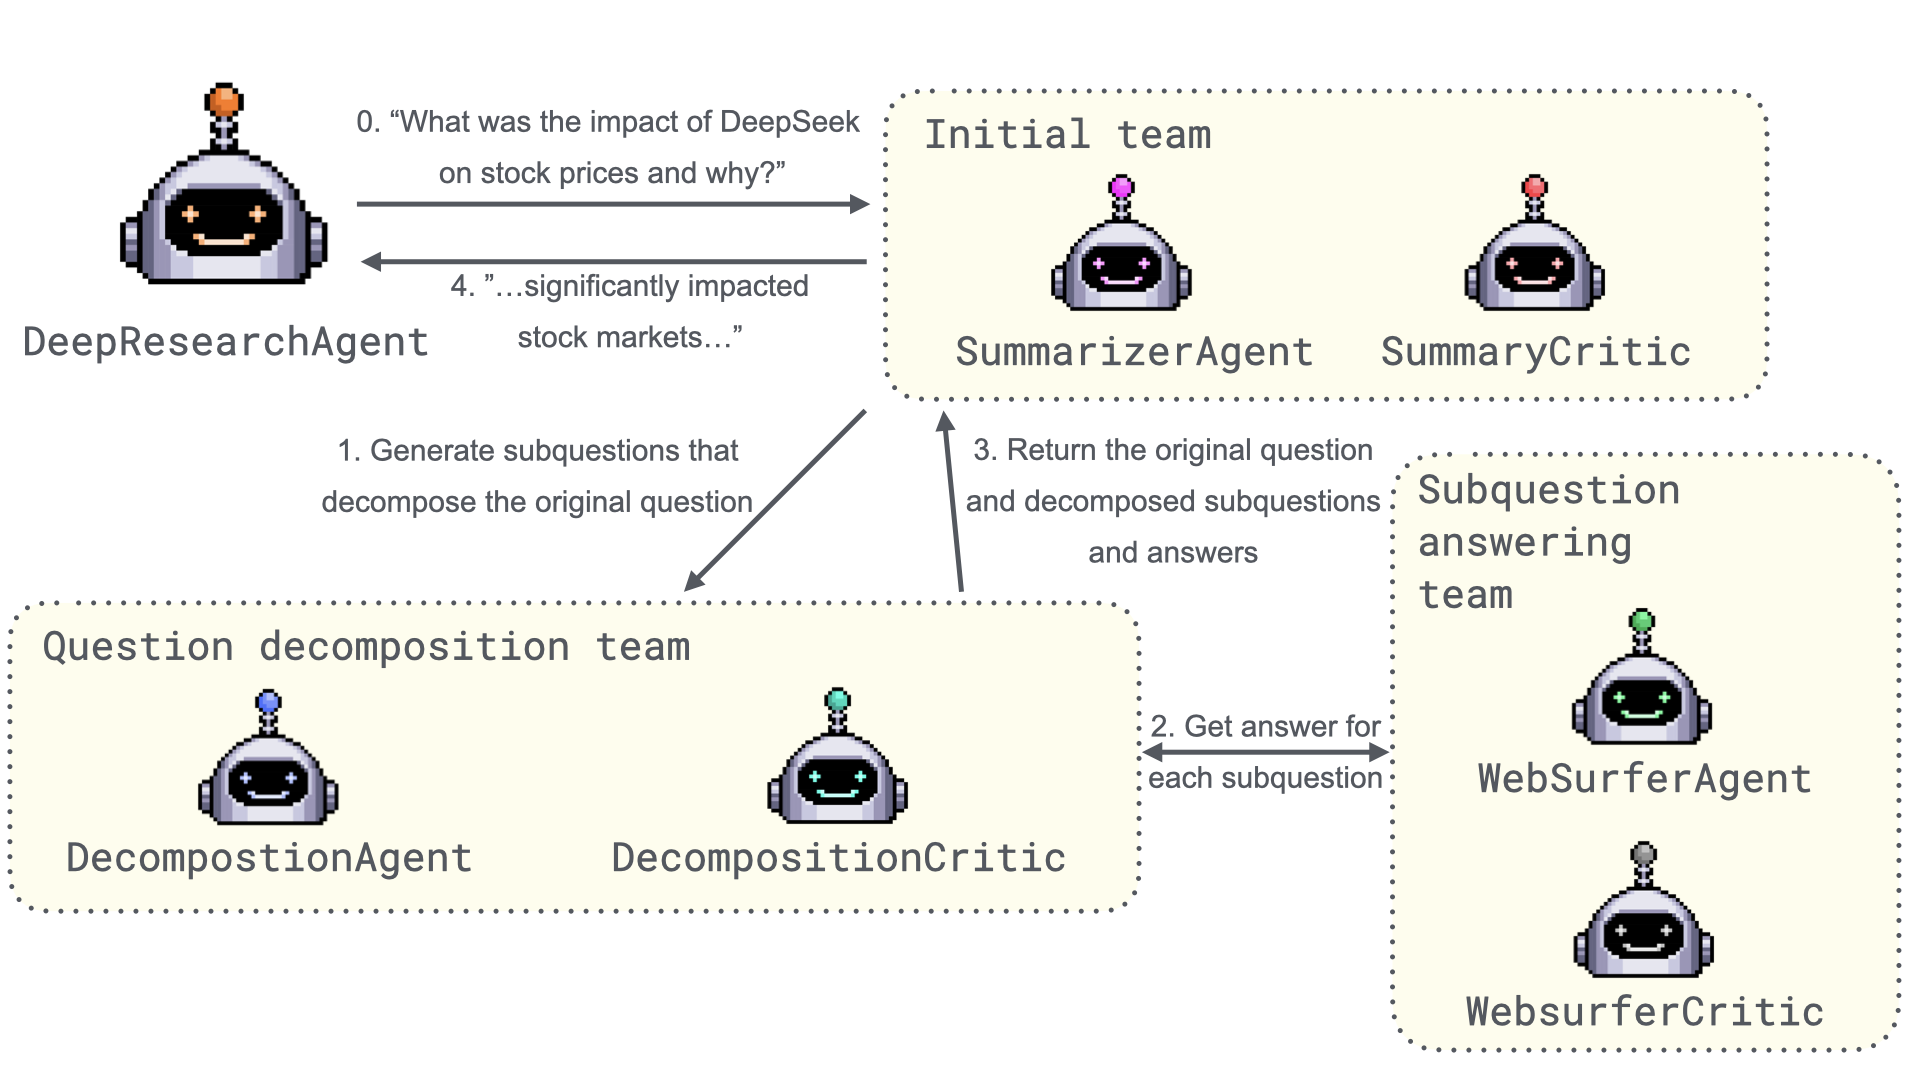 0. “What was the impact of DeepSeek
on stock prices and why?”
4. ”…significantly impacted
stock markets…”
DeepResearchAgent
Initial team
SummarizerAgent
SummaryCritic
1. Generate subquestions that
decompose the original question
3. Return the original question
and decomposed subquestions
and answers
Question decomposition team
DecompostionAgent
DecompositionCritic
2. Get answer for
each subquestion
Subquestion
answering
team
WebSurferAgent
WebsurferCritic